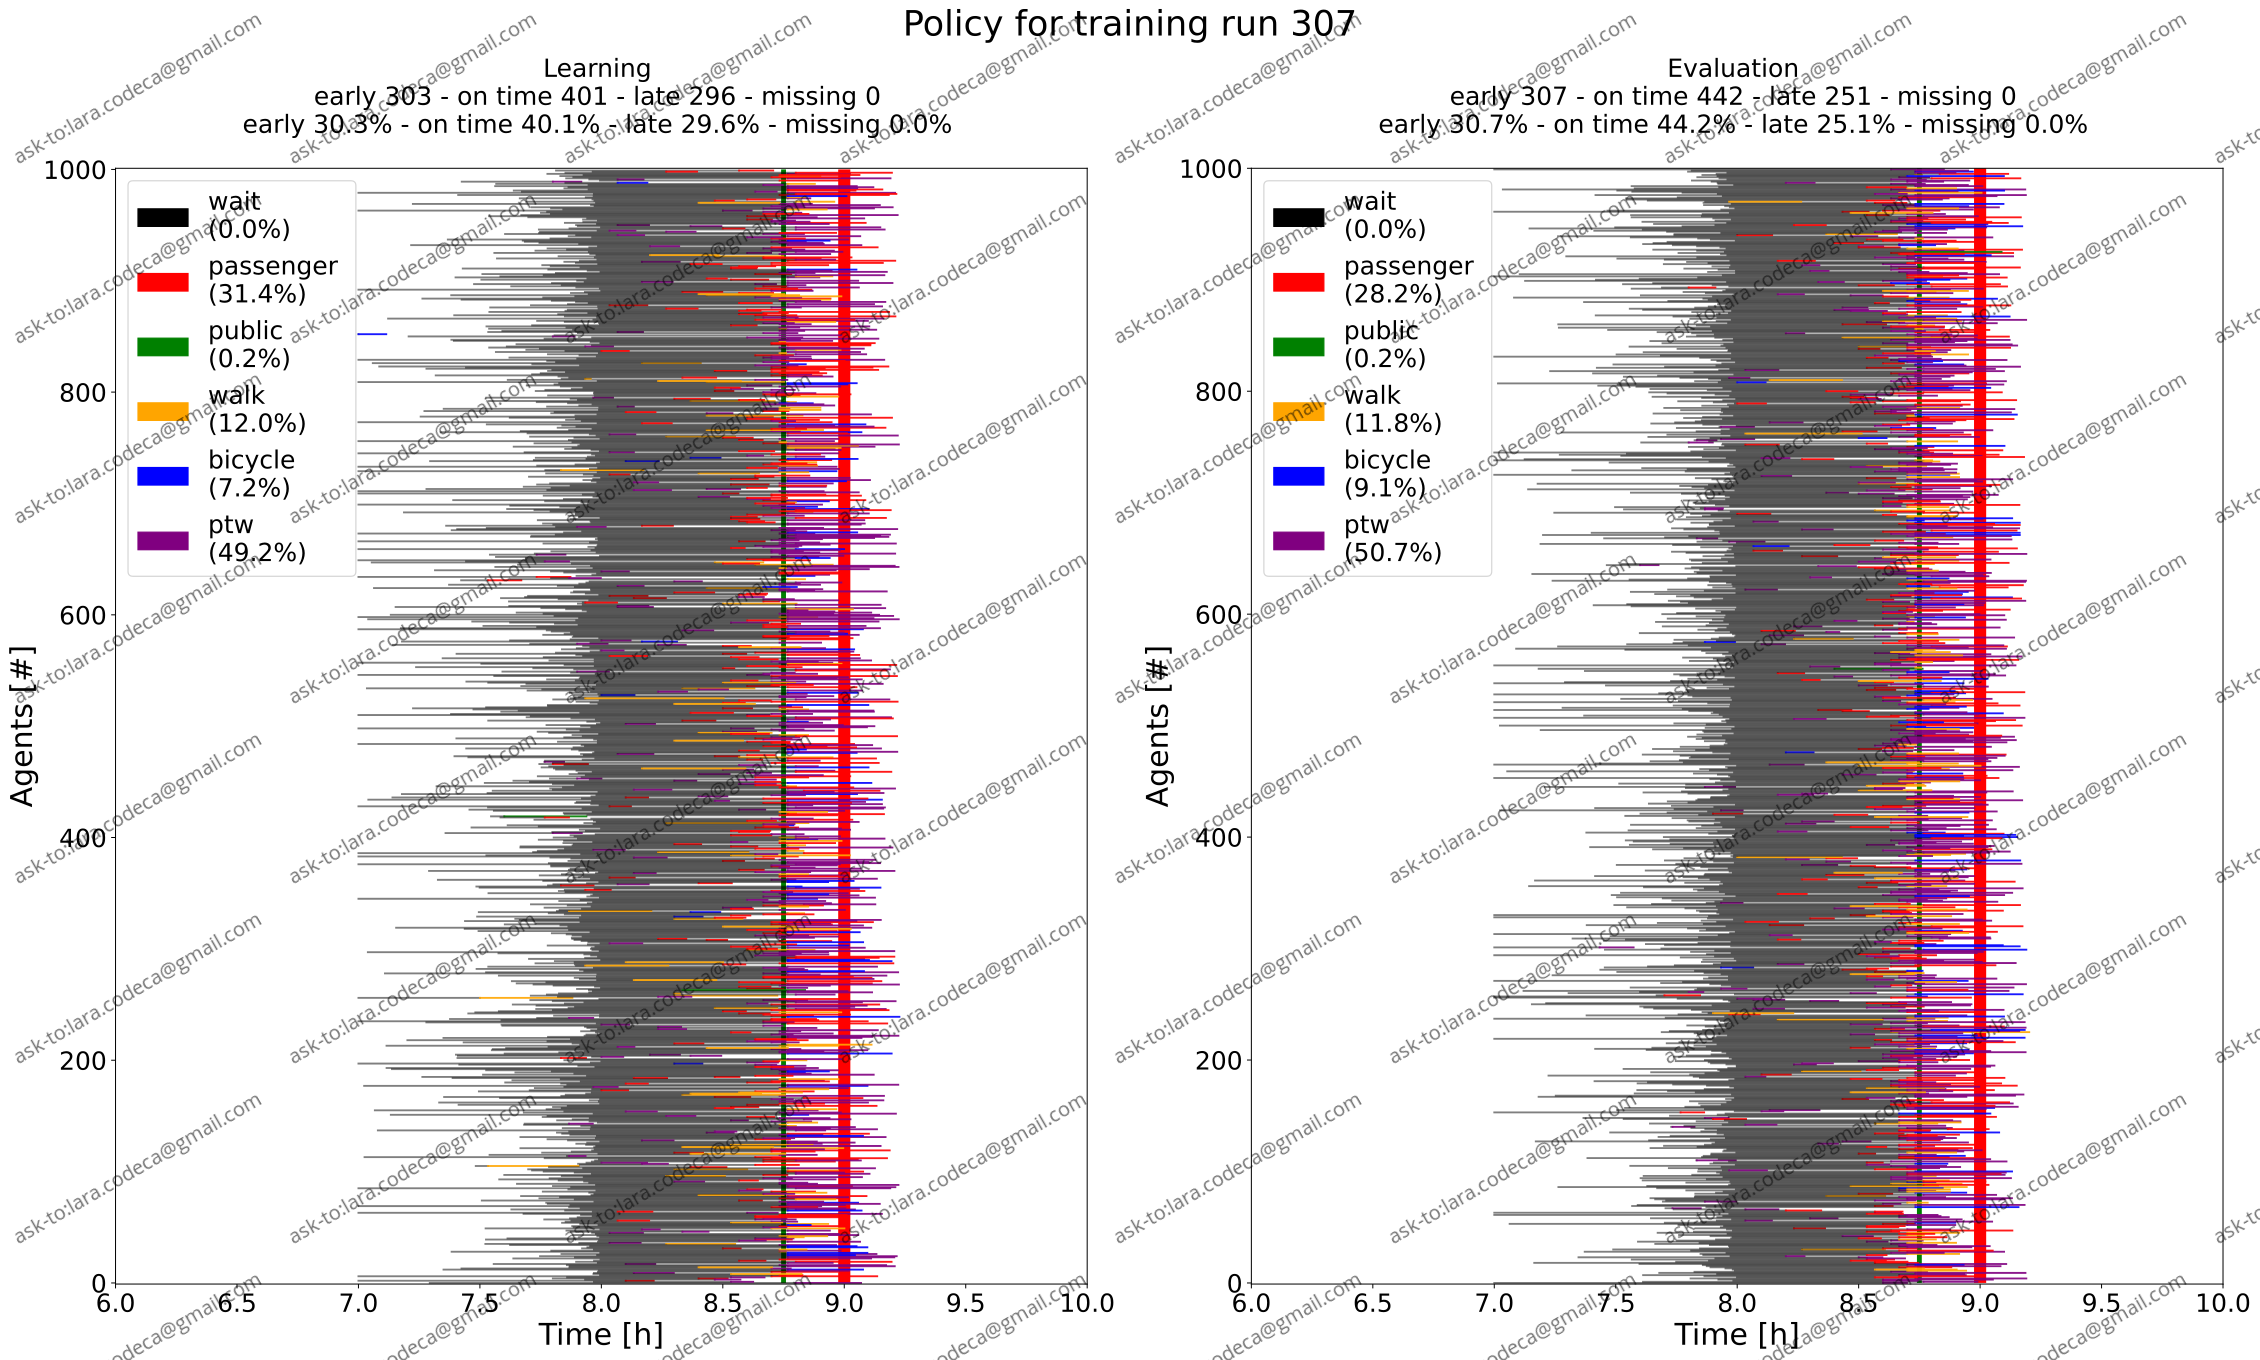 Policy for training run 307
Learning
early 303 - on time 401 - late 296 - missing 0
early 30.3% - on time 40.1% - late 29.6% - missing 0.0%
1000
800
600
400
200
0
Agents [#]
wait
(0.0%)
passenger
(31.4%)
public
(0.2%)
walk
(12.0%)
bicycle
(7.2%)
ptw
(49.2%)
6.0 6.5 7.0 7.5 8.0 8.5 9.0 9.5 10.0
Time [h]
Evaluation
early 307 - on time 442 - late 251 - missing 0
early 30.7% - on time 44.2% - late 25.1% - missing 0.0%
1000
800
600
400
200
0
Agents [#]
wait
(0.0%)
passenger
(28.2%)
public
(0.2%)
walk
(11.8%)
bicycle
(9.1%)
ptw
(50.7%)
6.0 6.5 7.0 7.5 8.0 8.5 9.0 9.5 10.0
Time [h]
ask-to:lara.codeca@gmail.com